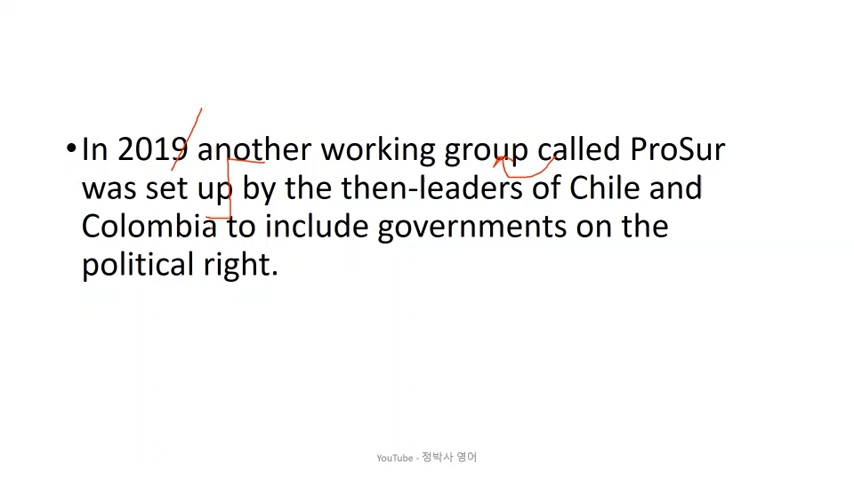 •In 2019 another working group called ProSur
was set up by the then-leaders of Chile and
Colombia to include governments on the
political right.
YouTube - 정박사 영어